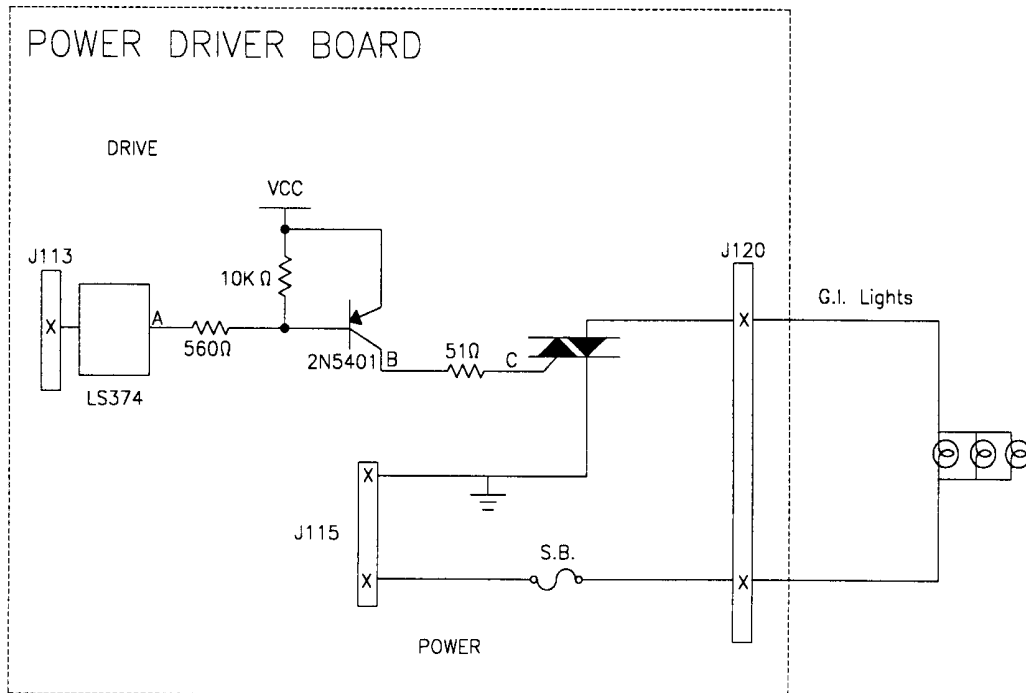 POWER DRIVER BOARD
DRIVE
VCC
J113
J120
10K Ω
G.I. Lights
X
A
X
560Ω
2N5401
B
51Ω
C
LS374
X
J115
S.B.
X
X
POWER